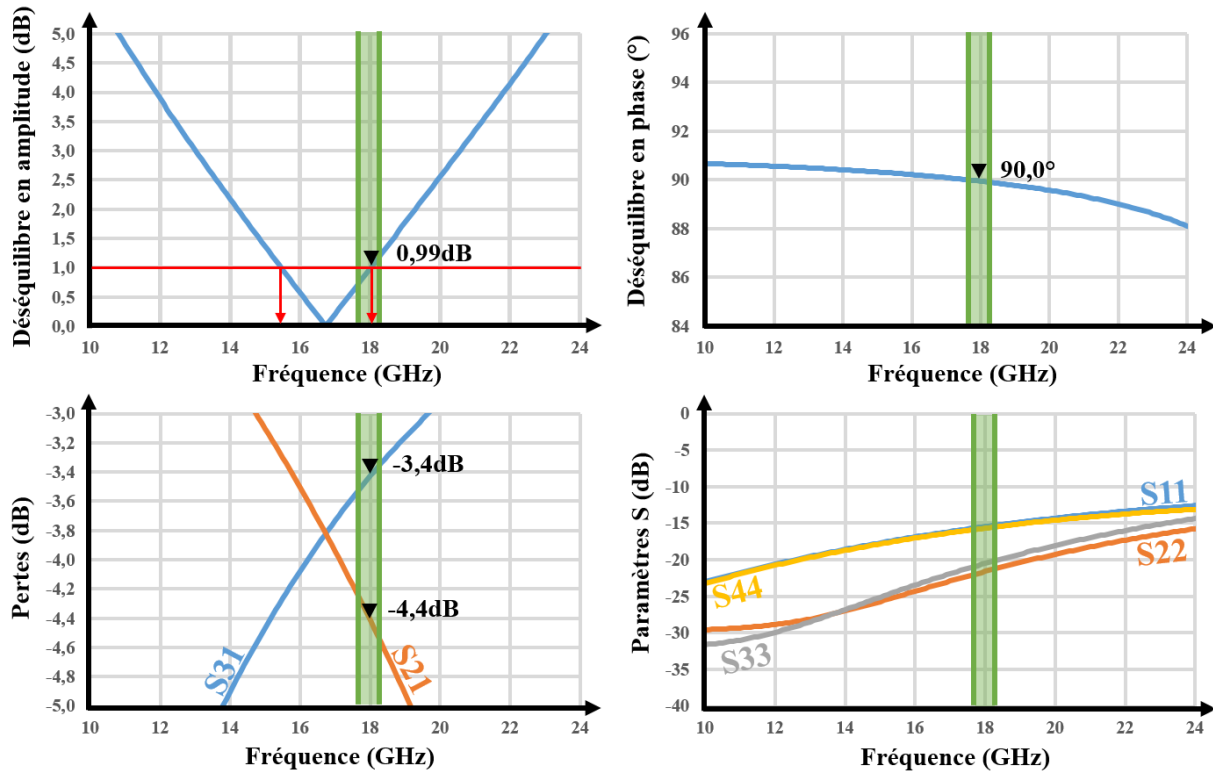 Déséquilibre en amplitude (dB)
5,0
4,5
4,0
3,5
3,0
2,5
2,0
1,5
1,0
0,5
0,0
0,99dB
10 12 14 16 18 20 22 24
Fréquence (GHz)
Déséquilibre en phase (°)
96
94
92
90
88
86
84
90,0°
10 12 14 16 18 20 22 24
Fréquence (GHz)
Pertes (dB)
-3,0
-3,2
-3,4
-3,6
-3,8
-4,0
-4,2
-4,4
-4,6
-4,8
-5,0
-3,4dB
-4,4dB
S31
S21
10 12 14 16 18 20 22 24
Fréquence (GHz)
Paramètres S (dB)
0
-5
-10
-15
-20
-25
-30
-35
-40
S11
S22
S44
S33
10 12 14 16 18 20 22 24
Fréquence (GHz)